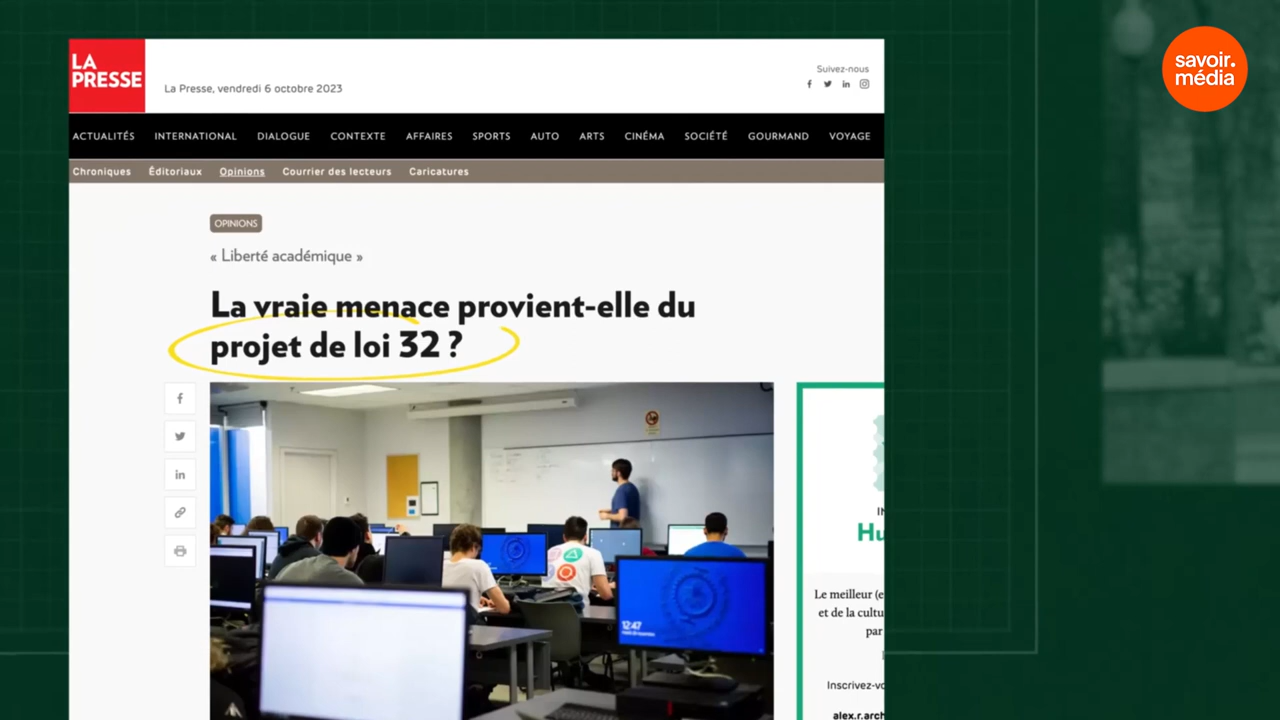 savoir.
média
LA
PRESSE
La Presse, vendredi 6 octobre 2023
Suivez-nous
ACTUALITÉS INTERNATIONAL DIALOGUE CONTEXTE AFFAIRES SPORTS AUTO ARTS CINÉMA SOCIÉTÉ GOURMAND VOYAGE
Chroniques Éditoriaux Opinions Courrier des lecteurs Caricatures
OPINIONS
« Liberté académique »
La vraie menace provient-elle du
projet de loi 32 ?
12:47
Hu
Le meilleur (e
et de la cultu
par
Inscrivez-vo
alex.r.arch